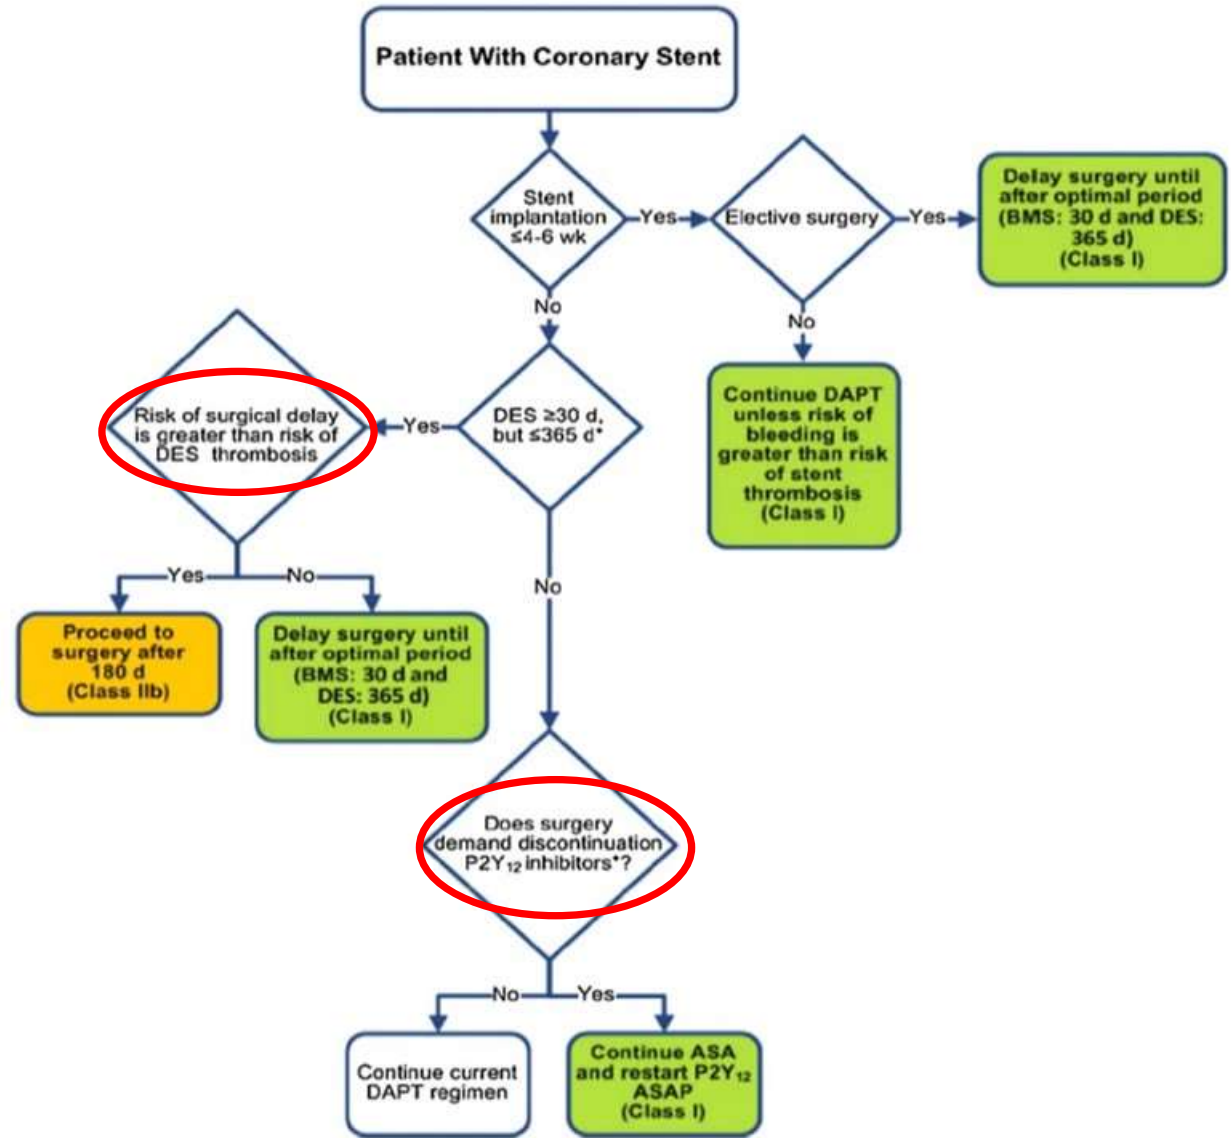 Patient With Coronary Stent
Stent
implantation
≤4-6 wk
Yes
Elective surgery
Yes
Delay surgery until
after optimal period
(BMS: 30 d and DES:
365 d)
(Class I)
No
No
Continue DAPT
unless risk of
bleeding is
greater than risk
of stent
thrombosis
(Class I)
DES ≥30 d,
but ≤365 d*
Yes
Risk of surgical delay
is greater than risk of
DES thrombosis
Yes
No
Proceed to
surgery after
180 d
(Class IIb)
Delay surgery until
after optimal period
(BMS: 30 d and
DES: 365 d)
(Class I)
No
Does surgery
demand discontinuation
P2Y₁₂ inhibitors*?
No
Yes
Continue current
DAPT regimen
Continue ASA
and restart P2Y₁₂
ASAP
(Class I)